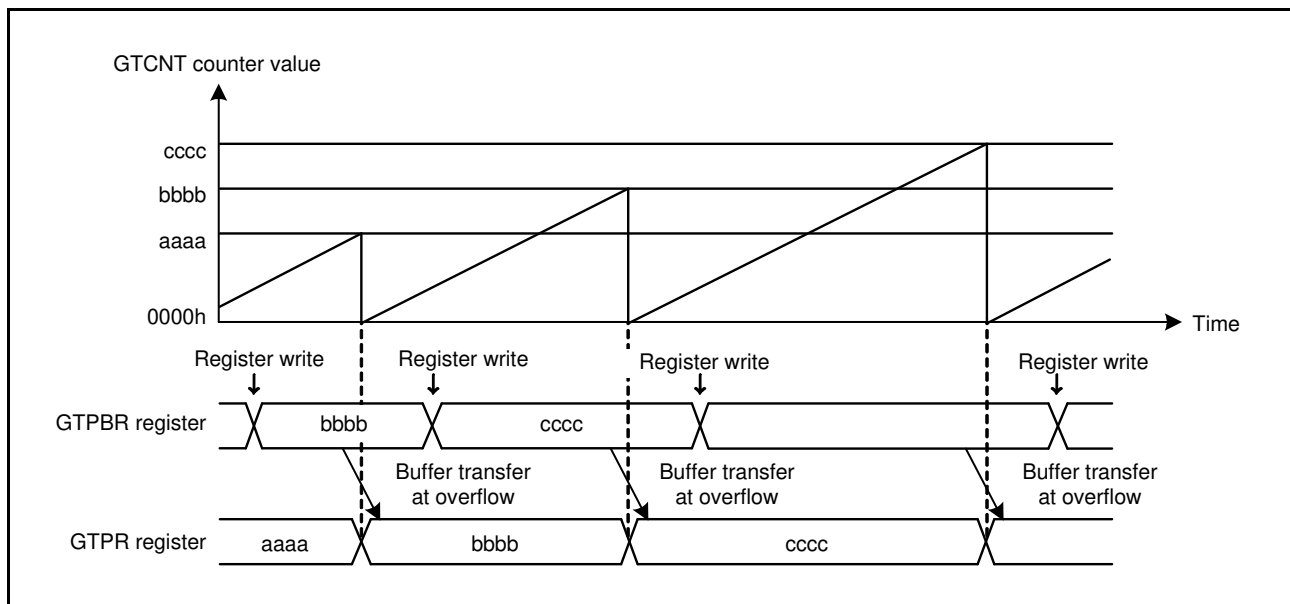 GTCNT counter value
cccc
bbbb
aaaa
0000h
Time
Register write
Register write
Register write
Register write
GTPBR register
bbbb
cccc
Buffer transfer
at overflow
Buffer transfer
at overflow
Buffer transfer
at overflow
GTPR register
aaaa
bbbb
cccc